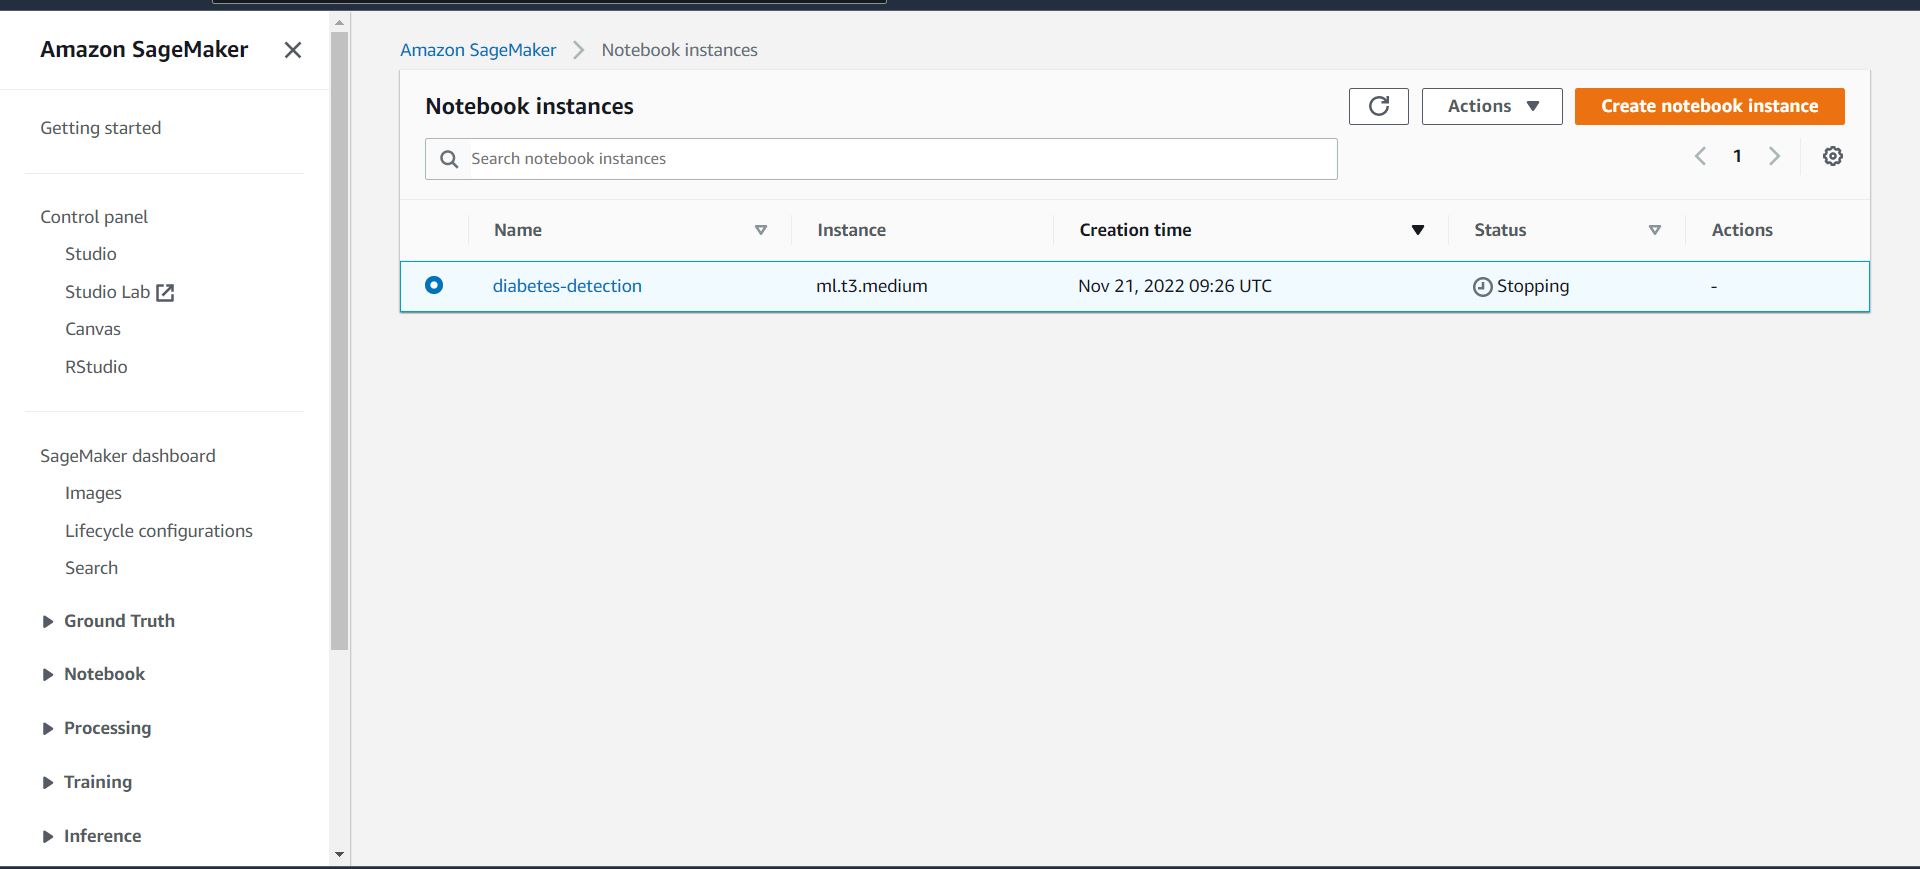 Amazon SageMaker
Getting started
Control panel
Studio
Studio Lab
Canvas
RStudio
SageMaker dashboard
Images
Lifecycle configurations
Search
Ground Truth
Notebook
Processing
Training
Inference
Amazon SageMaker Notebook instances
Notebook instances Actions Create notebook instance
Search notebook instances 1
Name Instance Creation time Status Actions
diabetes-detection ml.t3.medium Nov 21, 2022 09:26 UTC Stopping -